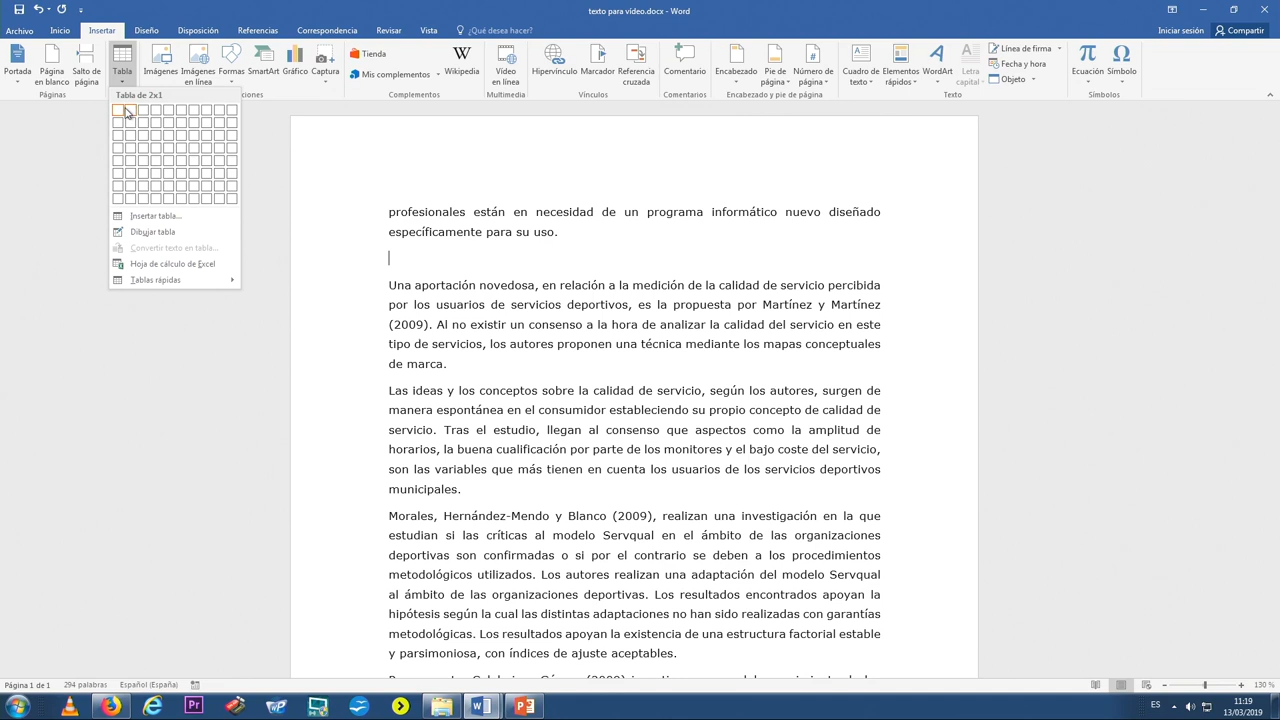 texto para vídeo.docx - Word
Archivo Inicio Insertar Diseño Disposición Referencias Correspondencia Revisar Vista ¿Qué desea hacer? Iniciar sesión Compartir
Portada
Página en blanco
Salto de página
Tabla
Imágenes
Imágenes en línea
Formas
SmartArt
Gráfico
Captura
Tienda
Mis complementos
Wikipedia
Vídeo en línea
Hipervínculo
Marcador
Referencia cruzada
Comentario
Encabezado
Pie de página
Número de página
Cuadro de texto
Elementos rápidos
WordArt
Letra capital
Línea de firma
Fecha y hora
Objeto
Ecuación
Símbolo
Páginas
ciones
Complementos
Multimedia
Vínculos
Comentarios
Encabezado y pie de página
Texto
Símbolos
Tabla de 2x1
Insertar tabla...
Dibujar tabla
Convertir texto en tabla...
Hoja de cálculo de Excel
Tablas rápidas
profesionales están en necesidad de un programa informático nuevo diseñado
específicamente para su uso.
Una aportación novedosa, en relación a la medición de la calidad de servicio percibida
por los usuarios de servicios deportivos, es la propuesta por Martínez y Martínez
(2009). Al no existir un consenso a la hora de analizar la calidad del servicio en este
tipo de servicios, los autores proponen una técnica mediante los mapas conceptuales
de marca.
Las ideas y los conceptos sobre la calidad de servicio, según los autores, surgen de
manera espontánea en el consumidor estableciendo su propio concepto de calidad de
servicio. Tras el estudio, llegan al consenso que aspectos como la amplitud de
horarios, la buena cualificación por parte de los monitores y el bajo coste del servicio,
son las variables que más tienen en cuenta los usuarios de los servicios deportivos
municipales.
Morales, Hernández-Mendo y Blanco (2009), realizan una investigación en la que
estudian si las críticas al modelo Servqual en el ámbito de las organizaciones
deportivas son confirmadas o si por el contrario se deben a los procedimientos
metodológicos utilizados. Los autores realizan una adaptación del modelo Servqual
al ámbito de las organizaciones deportivas. Los resultados encontrados apoyan la
hipótesis según la cual las distintas adaptaciones no han sido realizadas con garantías
metodológicas. Los resultados apoyan la existencia de una estructura factorial estable
y parsimoniosa, con índices de ajuste aceptables.
Página 1 de 1 294 palabras Español (España) 130 %
ES 11:19
13/03/2019